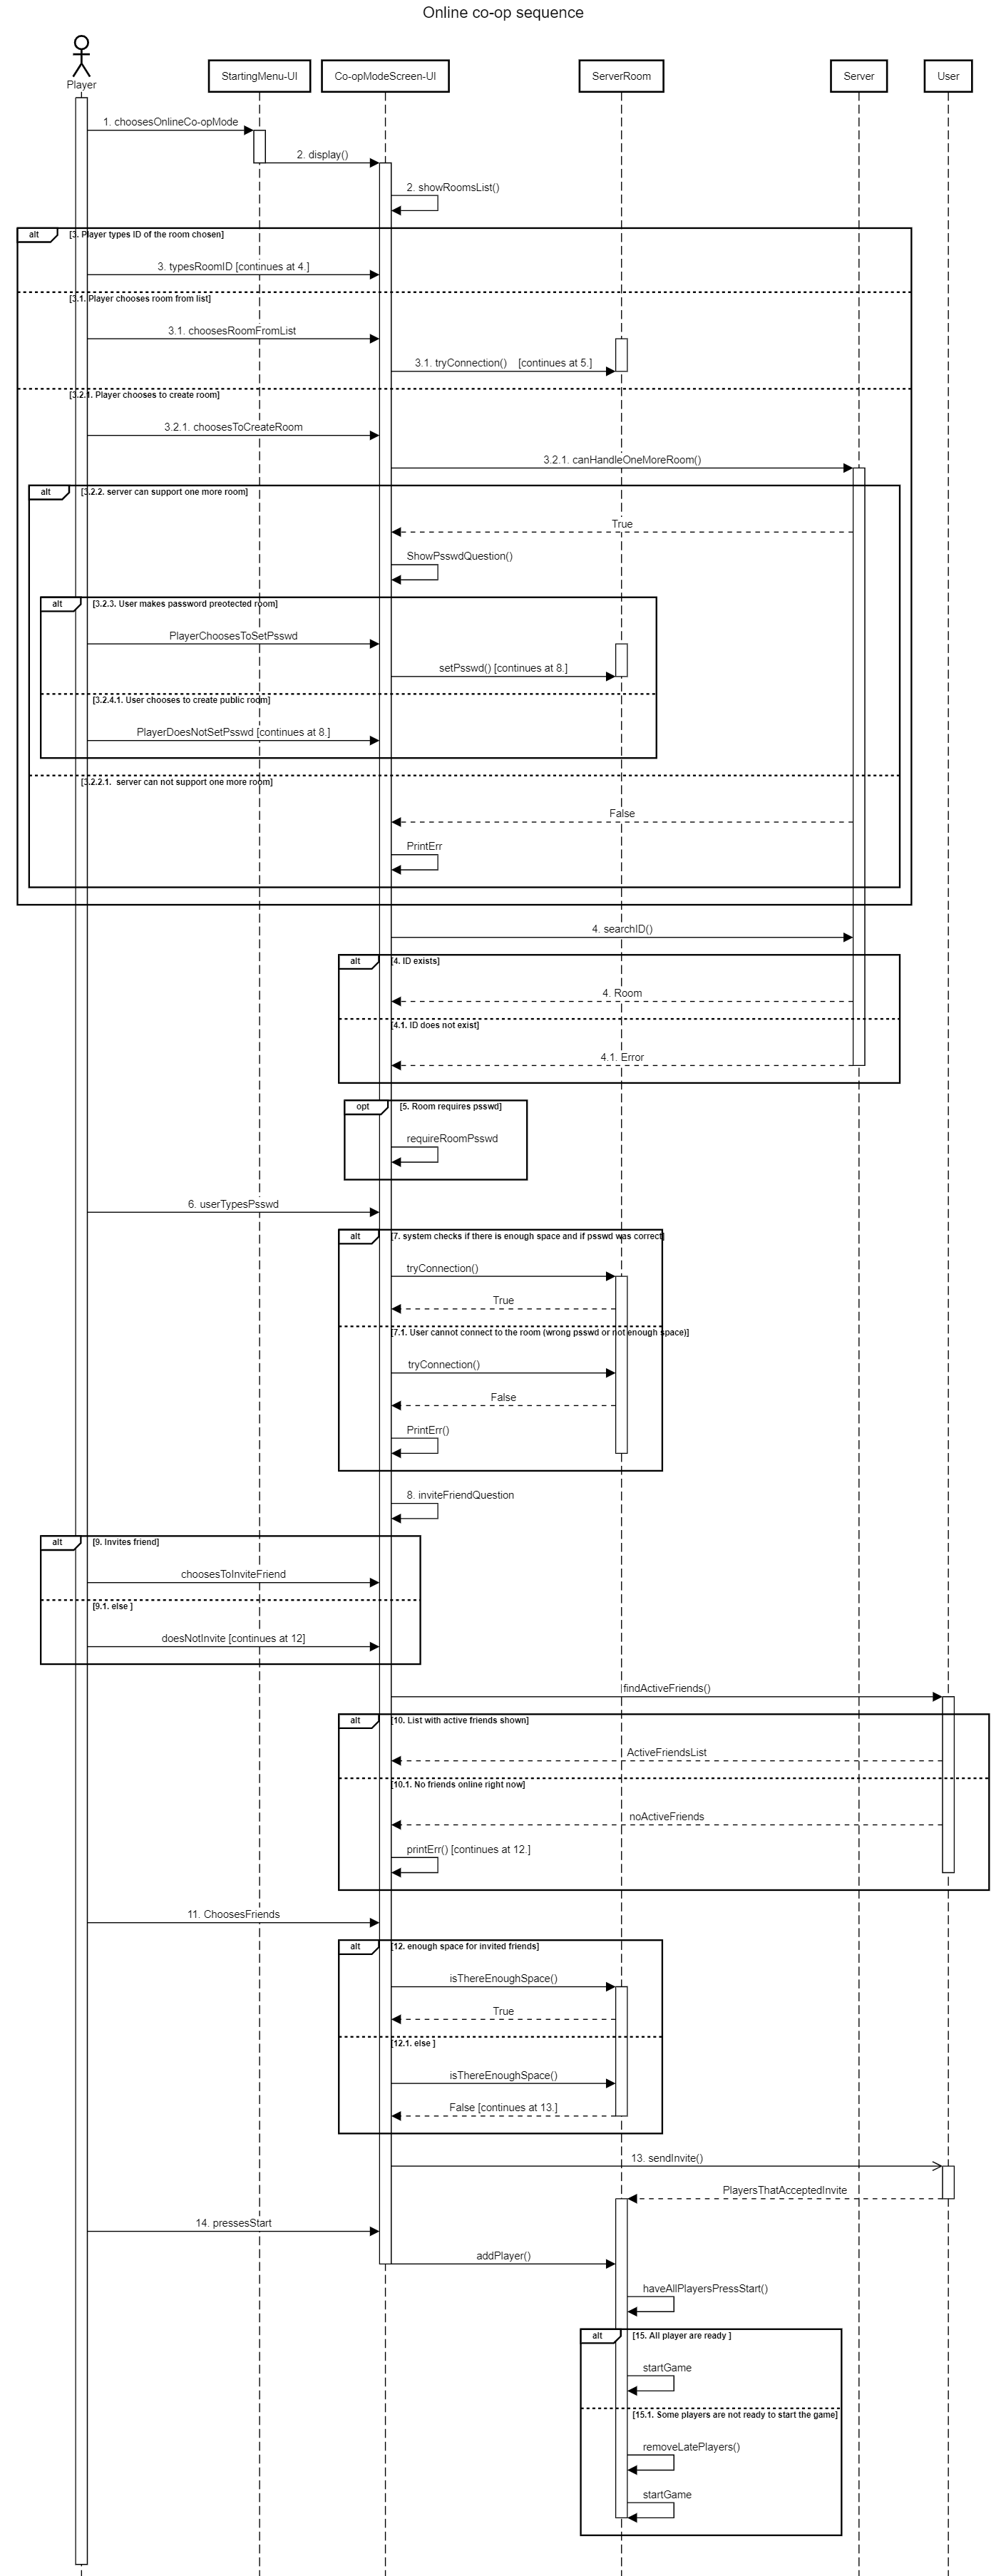 Online co-op sequence
Player
StartingMenu-UI
Co-opModeScreen-UI
ServerRoom
Server
User
1. choosesOnlineCo-opMode
2. display()
2. showRoomsList()
alt
[3. Player types ID of the room chosen]
3. typesRoomID [continues at 4.]
[3.1. Player chooses room from list]
3.1. choosesRoomFromList
3.1. tryConnection() [continues at 5.]
[3.2.1. Player chooses to create room]
3.2.1. choosesToCreateRoom
3.2.1. canHandleOneMoreRoom()
alt
[3.2.2. server can support one more room]
True
ShowPsswdQuestion()
alt
[3.2.3. User makes password preotected room]
PlayerChoosesToSetPsswd
setPsswd() [continues at 8.]
[3.2.4.1. User chooses to create public room]
PlayerDoesNotSetPsswd [continues at 8.]
[3.2.2.1. server can not support one more room]
False
PrintErr
4. searchID()
alt
[4. ID exists]
4. Room
[4.1. ID does not exist]
4.1. Error
opt
[5. Room requires psswd]
requireRoomPsswd
6. userTypesPsswd
alt
[7. system checks if there is enough space and if psswd was correct]
tryConnection()
True
[7.1. User cannot connect to the room (wrong psswd or not enough space)]
tryConnection()
False
PrintErr()
8. inviteFriendQuestion
alt
[9. Invites friend]
choosesToInviteFriend
[9.1. else ]
doesNotInvite [continues at 12]
findActiveFriends()
alt
[10. List with active friends shown]
ActiveFriendsList
[10.1. No friends online right now]
noActiveFriends
printErr() [continues at 12.]
11. ChoosesFriends
alt
[12. enough space for invited friends]
isThereEnoughSpace()
True
[12.1. else ]
isThereEnoughSpace()
False [continues at 13.]
13. sendInvite()
PlayersThatAcceptedInvite
14. pressesStart
addPlayer()
haveAllPlayersPressStart()
alt
[15. All player are ready ]
startGame
[15.1. Some players are not ready to start the game]
removeLatePlayers()
startGame